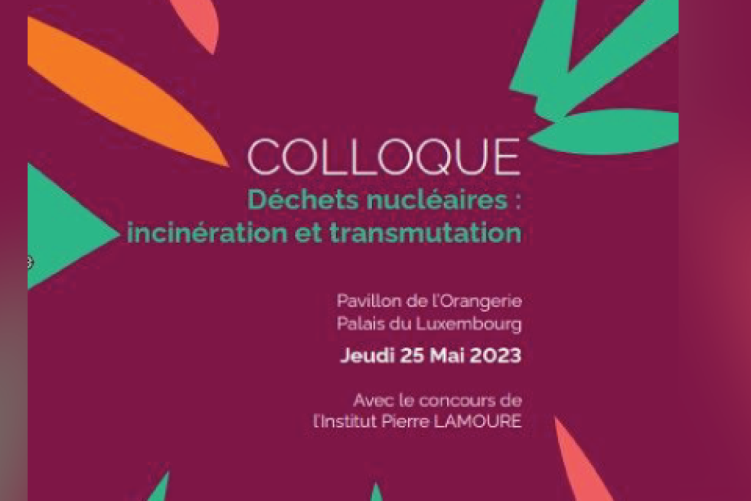 COLLOQUE
Déchets nucléaires :
incinération et transmutation
Pavillon de l'Orangerie
Palais du Luxembourg
Jeudi 25 Mai 2023
Avec le concours de
l'Institut Pierre LAMOURE